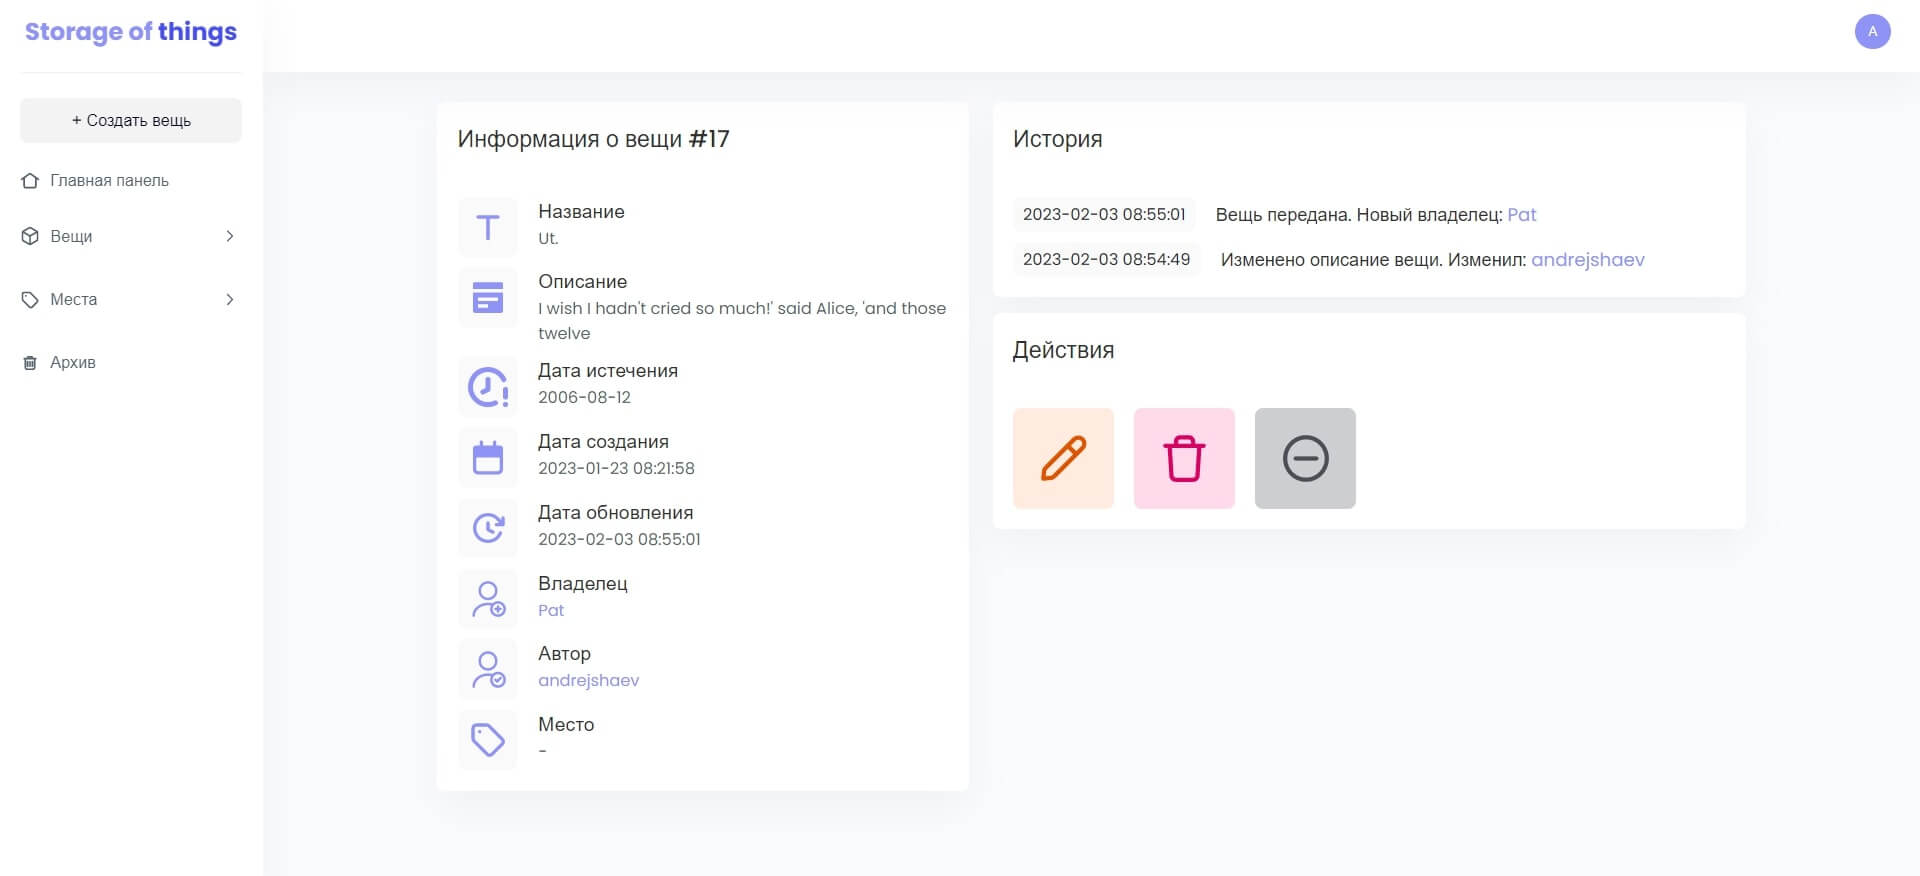 Storage of things
A
+ Создать вещь
Главная панель
Вещи
Места
Архив
Информация о вещи #17
Название
Ut.
Описание
I wish I hadn't cried so much!' said Alice, 'and those
twelve
Дата истечения
2006-08-12
Дата создания
2023-01-23 08:21:58
Дата обновления
2023-02-03 08:55:01
Владелец
Pat
Автор
andrejshaev
Место
-
История
2023-02-03 08:55:01 Вещь передана. Новый владелец: Pat
2023-02-03 08:54:49 Изменено описание вещи. Изменил: andrejshaev
Действия